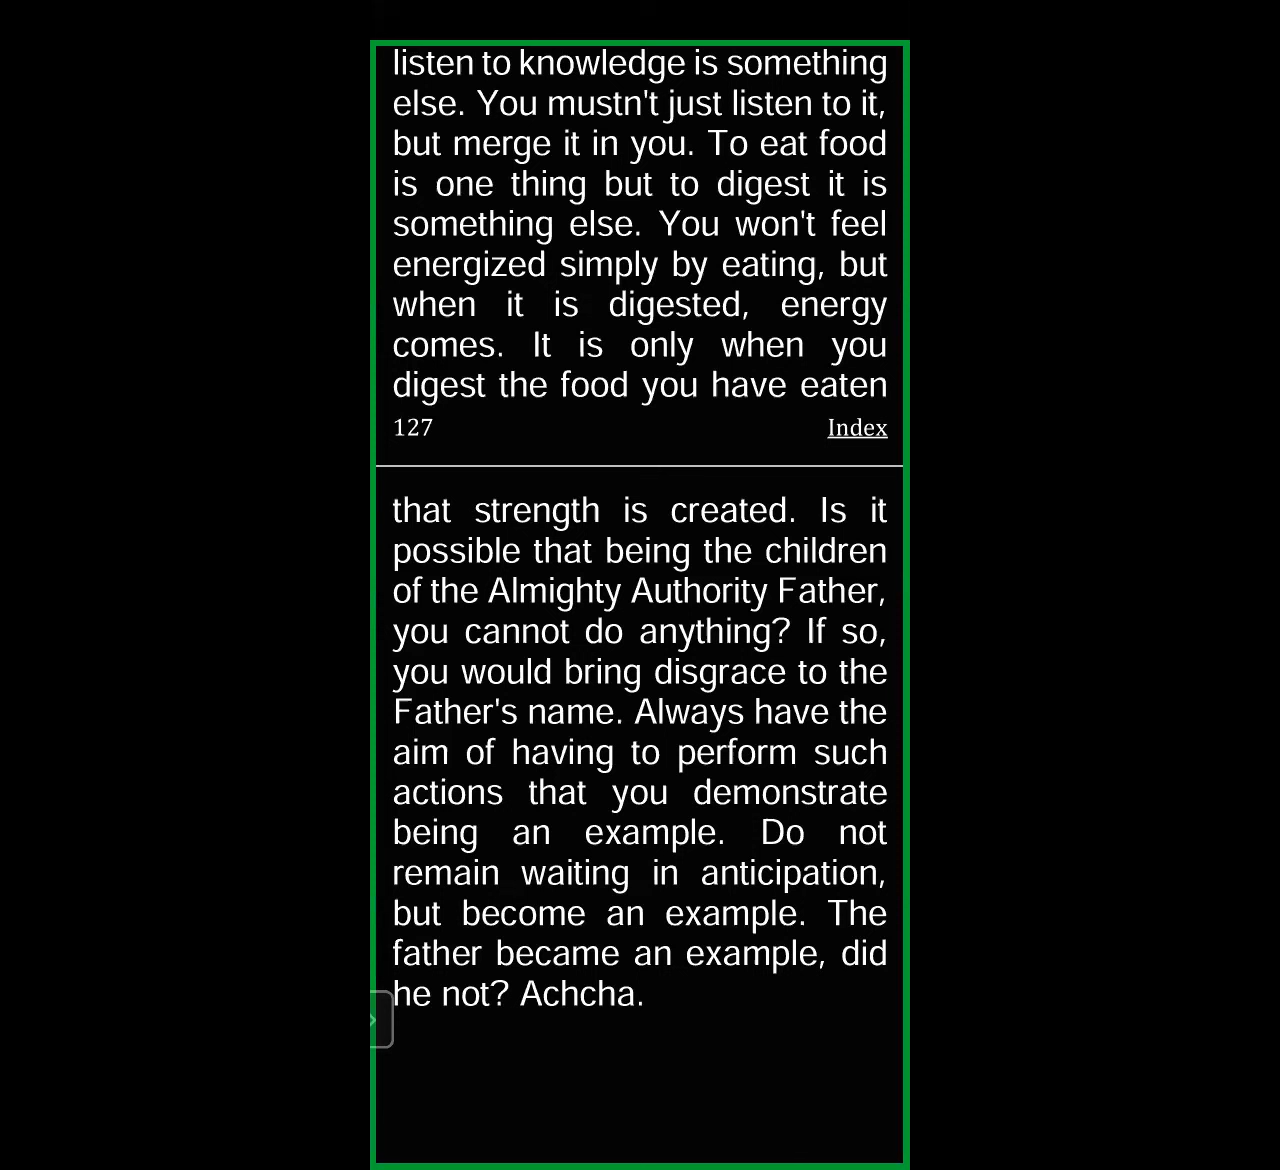 listen to knowledge is something
else. You mustn't just listen to it,
but merge it in you. To eat food
is one thing but to digest it is
something else. You won't feel
energized simply by eating, but
when it is digested, energy
comes. It is only when you
digest the food you have eaten
127 Index
that strength is created. Is it
possible that being the children
of the Almighty Authority Father,
you cannot do anything? If so,
you would bring disgrace to the
Father's name. Always have the
aim of having to perform such
actions that you demonstrate
being an example. Do not
remain waiting in anticipation,
but become an example. The
father became an example, did
he not? Achcha.